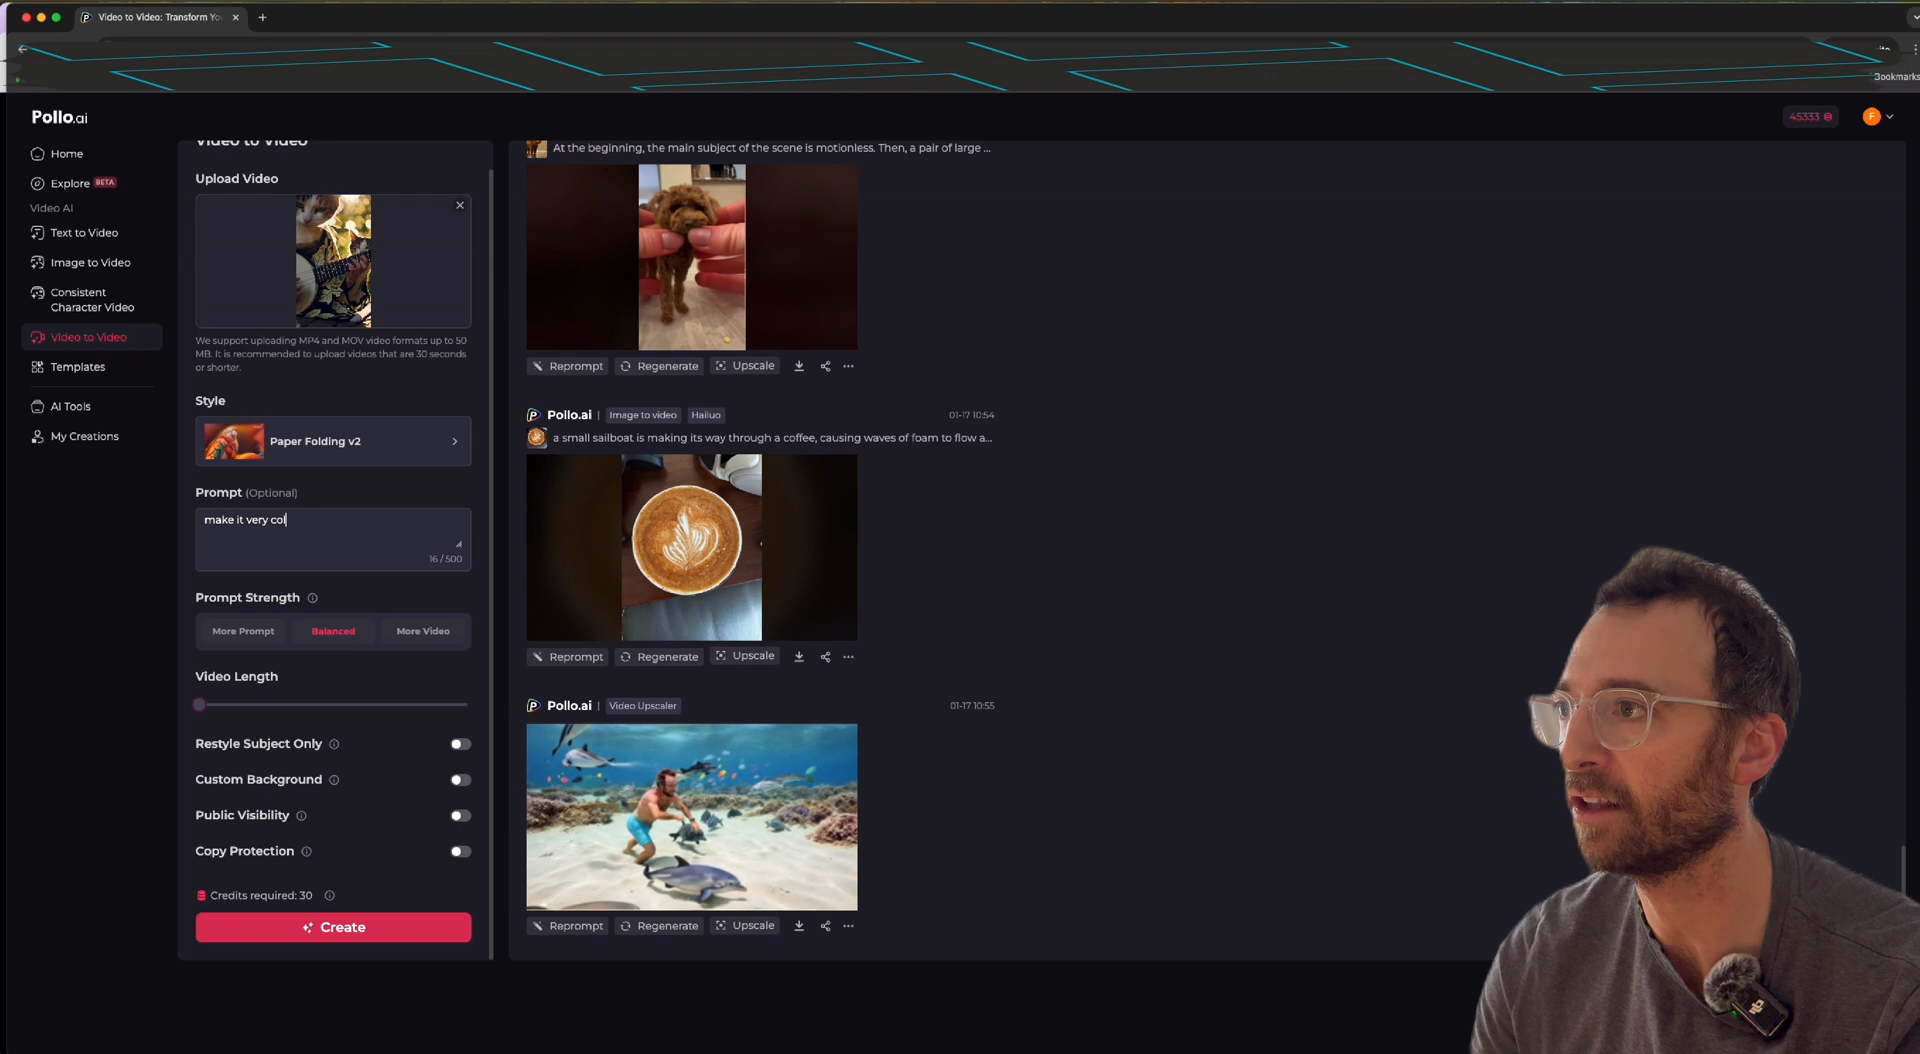 Video to Video: Transform Yo
Bookmarks
Pollo.ai
45333
F
Home
Explore BETA
Video AI
Text to Video
Image to Video
Consistent
Character Video
Video to Video
Templates
AI Tools
My Creations
Video to Video
Upload Video
We support uploading MP4 and MOV video formats up to 50
MB. It is recommended to upload videos that are 30 seconds
or shorter.
Style
Paper Folding v2
Prompt (Optional)
make it very col
16 / 500
Prompt Strength
More Prompt Balanced More Video
Video Length
Restyle Subject Only
Custom Background
Public Visibility
Copy Protection
Credits required: 30
Create
At the beginning, the main subject of the scene is motionless. Then, a pair of large ...
Reprompt Regenerate Upscale
Pollo.ai | Image to video Hailuo 01-17 10:54
a small sailboat is making its way through a coffee, causing waves of foam to flow a...
Reprompt Regenerate Upscale
Pollo.ai | Video Upscaler 01-17 10:55
Reprompt Regenerate Upscale